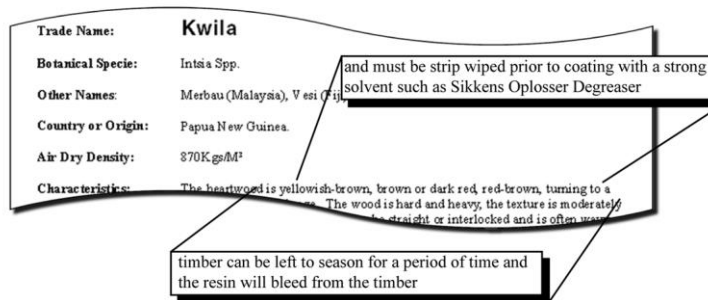 Trade Name: Kwila
Botanical Specie: Intsia Spp.
and must be strip wiped prior to coating with a strong
solvent such as Sikkens Oplosser Degreaser
Other Names: Merbau (Malaysia), Vesi (Fiji
Country or Origin: Papua New Guinea.
Air Dry Density: 870Kgs/M³
Characteristics: The heartwood is yellowish-brown, brown or dark red, red-brown, turning to a
The wood is hard and heavy, the texture is moderately
be straight or interlocked and is often
timber can be left to season for a period of time and
the resin will bleed from the timber